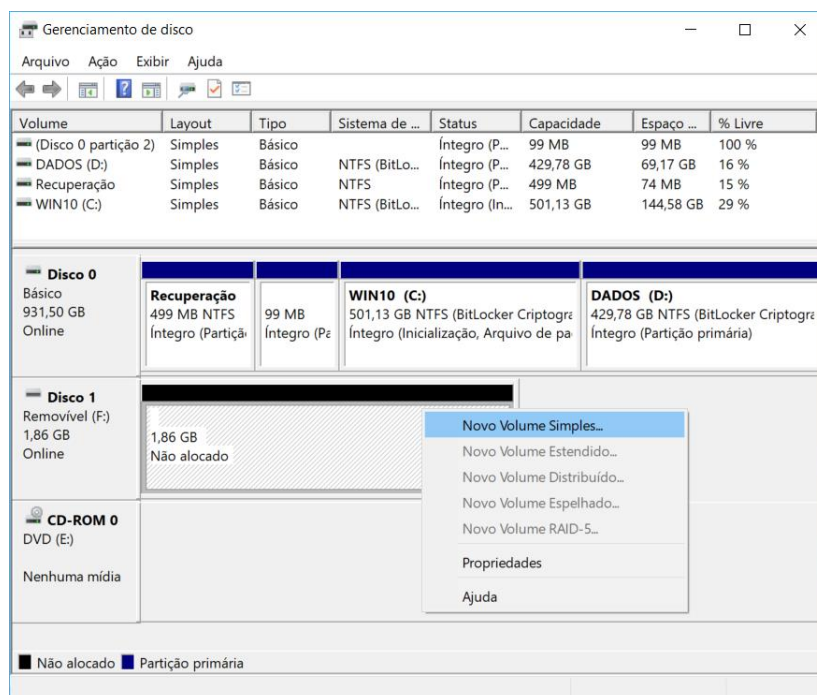 Gerenciamento de disco
Arquivo Ação Exibir Ajuda
Volume Layout Tipo Sistema de ... Status Capacidade Espaço ... % Livre
(Disco 0 partição 2) Simples Básico Íntegro (P... 99 MB 99 MB 100 %
DADOS (D:) Simples Básico NTFS (BitLo... Íntegro (P... 429,78 GB 69,17 GB 16 %
Recuperação Simples Básico NTFS Íntegro (P... 499 MB 74 MB 15 %
WIN10 (C:) Simples Básico NTFS (BitLo... Íntegro (In... 501,13 GB 144,58 GB 29 %
Disco 0
Básico
931,50 GB
Online
Recuperação
499 MB NTFS
Íntegro (Partiçã
99 MB
Íntegro (Pa
WIN10 (C:)
501,13 GB NTFS (BitLocker Criptogra
Íntegro (Inicialização, Arquivo de pa
DADOS (D:)
429,78 GB NTFS (BitLocker Criptogra
Íntegro (Partição primária)
Disco 1
Removível (F:)
1,86 GB
Online
1,86 GB
Não alocado
Novo Volume Simples...
Novo Volume Estendido...
Novo Volume Distribuído...
Novo Volume Espelhado...
Novo Volume RAID-5...
Propriedades
Ajuda
CD-ROM 0
DVD (E:)
Nenhuma mídia
Não alocado Partição primária